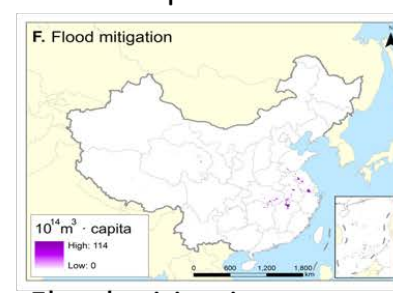 F. Flood mitigation
N
10¹⁴m³ · capita
High: 114
Low: 0
0 600 1,200 1,800
km